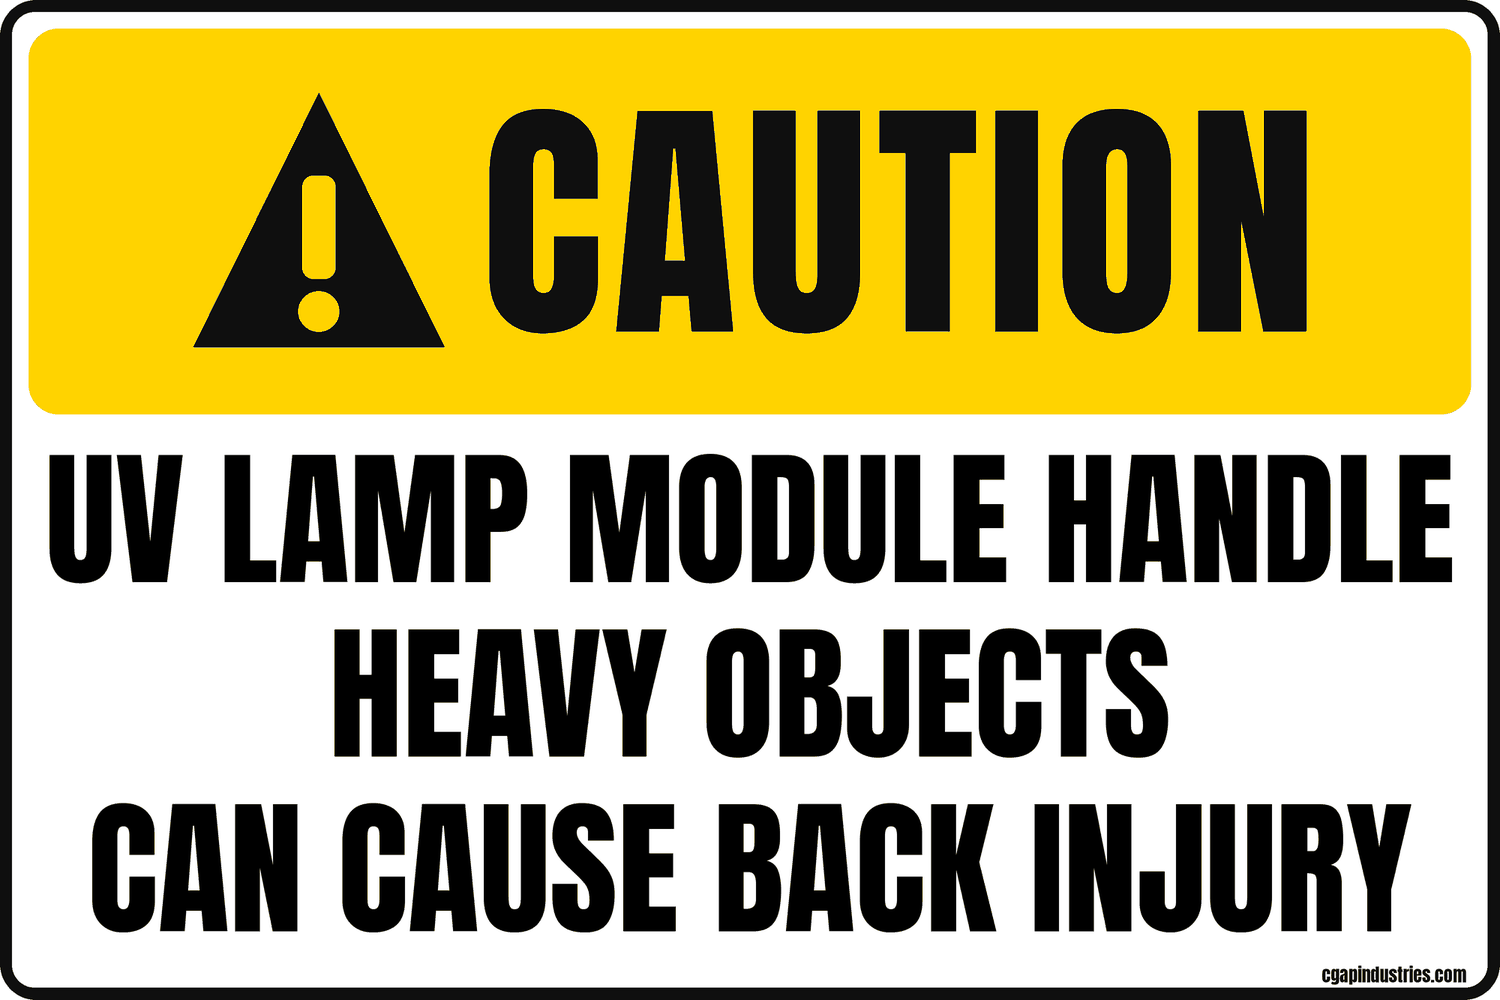 CAUTION
UV LAMP MODULE HANDLE
HEAVY OBJECTS
CAN CAUSE BACK INJURY
cgapindustries.com